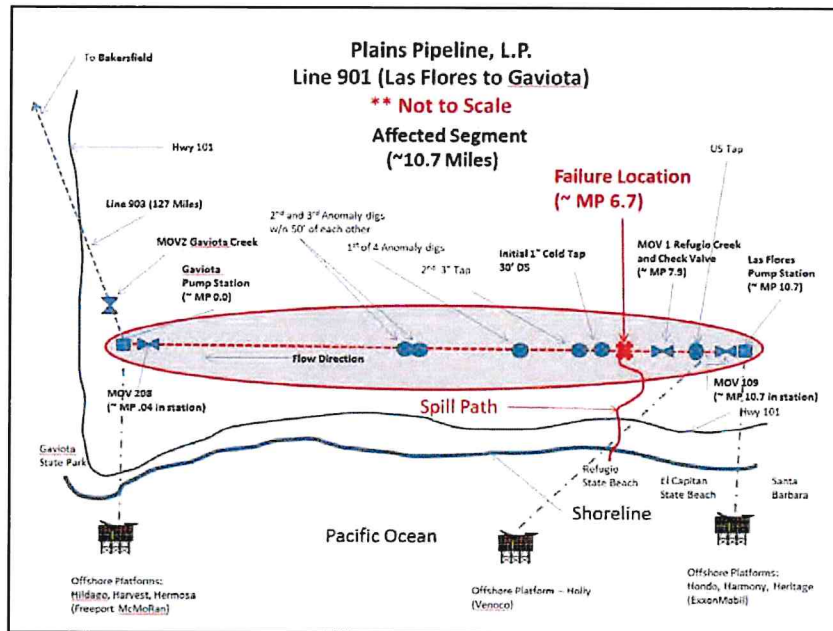 Plains Pipeline, L.P.
Line 901 (Las Flores to Gaviota)
** Not to Scale
Affected Segment
(~10.7 Miles)
To Bakersfield
Hwy 101
US Tap
Failure Location
(~ MP 6.7)
Line 903 (127 Miles)
2nd and 3rd Anomaly digs
w/n 50' of each other
MOV2 Gaviota Creek
1st of 4 Anomaly digs
Initial 1" Cold Tap
30' DS
MOV 1 Refugio Creek
and Check Valve
(~ MP 7.9)
Las Flores
Pump Station
(~ MP 10.7)
Gaviota
Pump Station
(~ MP 0.0)
2nd 3" Tap
Flow Direction
MOV 208
(~ MP .04 in station)
Spill Path
MOV 109
(~ MP 10.7 in station)
Hwy 101
Gaviota
State Park
Refugio
State Beach
El Capitan
State Beach
Santa
Barbara
Shoreline
Pacific Ocean
Offshore Platforms:
Hildago, Harvest, Hermosa
(Freeport McMoRan)
Offshore Platform – Holly
(Venoco)
Offshore Platforms:
Hondo, Harmony, Heritage
(ExxonMobil)